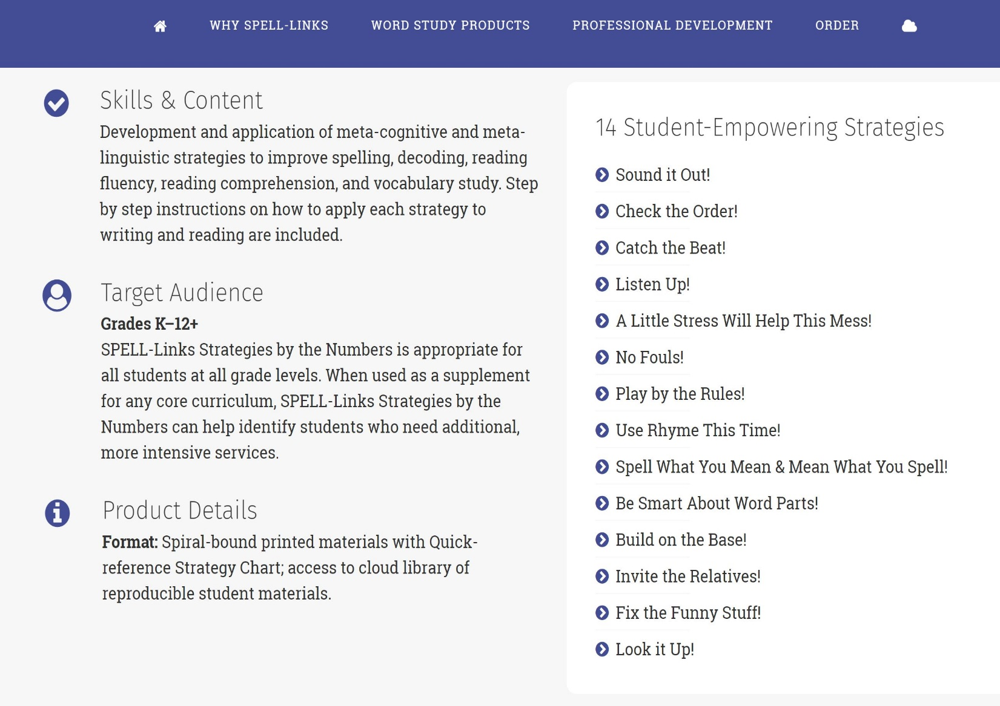 WHY SPELL-LINKS
WORD STUDY PRODUCTS
PROFESSIONAL DEVELOPMENT
ORDER
Skills & Content
Development and application of meta-cognitive and meta-
linguistic strategies to improve spelling, decoding, reading
fluency, reading comprehension, and vocabulary study. Step
by step instructions on how to apply each strategy to
writing and reading are included.
Target Audience
Grades K–12+
SPELL-Links Strategies by the Numbers is appropriate for
all students at all grade levels. When used as a supplement
for any core curriculum, SPELL-Links Strategies by the
Numbers can help identify students who need additional,
more intensive services.
Product Details
Format: Spiral-bound printed materials with Quick-
reference Strategy Chart; access to cloud library of
reproducible student materials.
14 Student-Empowering Strategies
Sound it Out!
Check the Order!
Catch the Beat!
Listen Up!
A Little Stress Will Help This Mess!
No Fouls!
Play by the Rules!
Use Rhyme This Time!
Spell What You Mean & Mean What You Spell!
Be Smart About Word Parts!
Build on the Base!
Invite the Relatives!
Fix the Funny Stuff!
Look it Up!